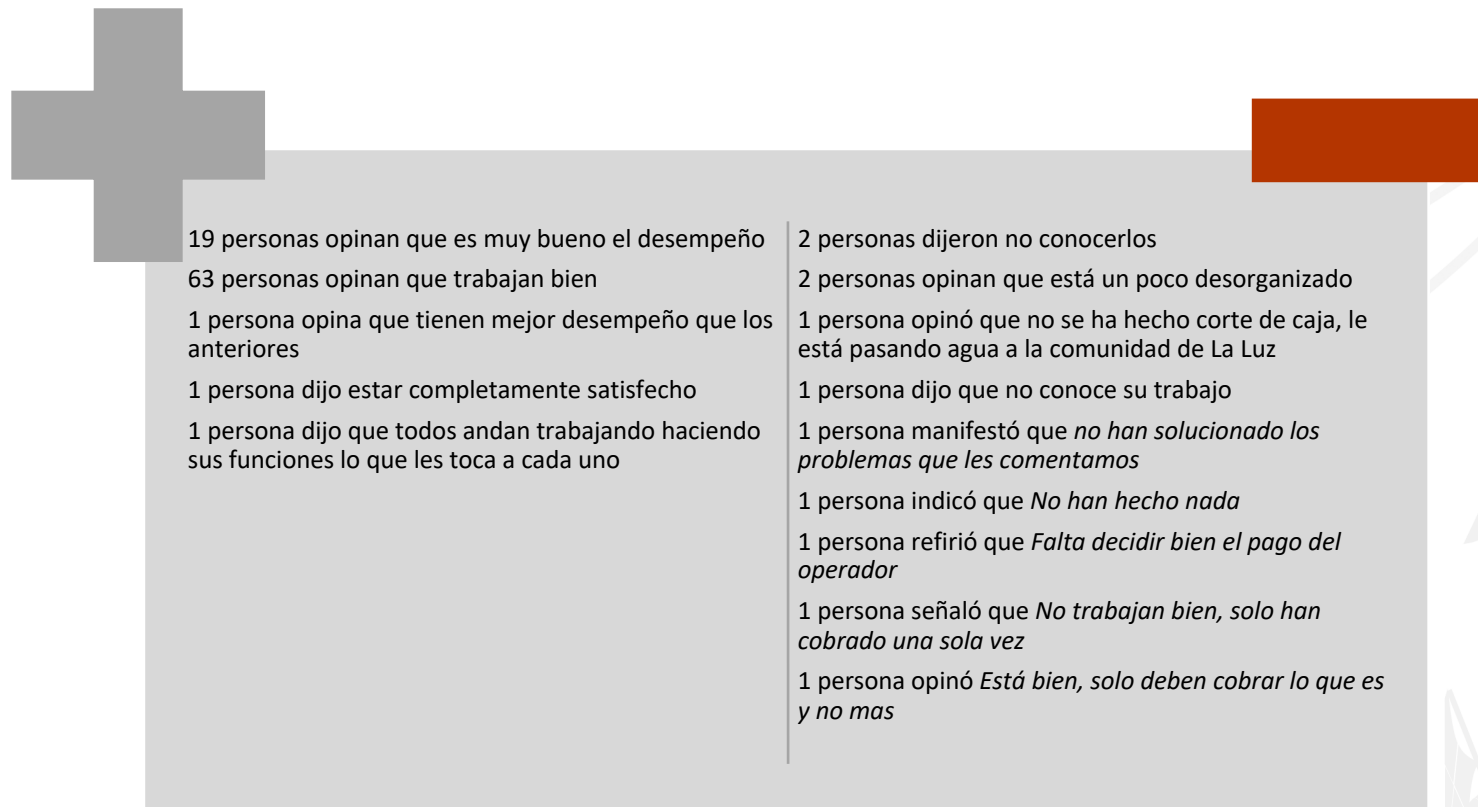 19 personas opinan que es muy bueno el desempeño
63 personas opinan que trabajan bien
1 persona opina que tienen mejor desempeño que los
anteriores
1 persona dijo estar completamente satisfecho
1 persona dijo que todos andan trabajando haciendo
sus funciones lo que les toca a cada uno
2 personas dijeron no conocerlos
2 personas opinan que está un poco desorganizado
1 persona opinó que no se ha hecho corte de caja, le
está pasando agua a la comunidad de La Luz
1 persona dijo que no conoce su trabajo
1 persona manifestó que no han solucionado los
problemas que les comentamos
1 persona indicó que No han hecho nada
1 persona refirió que Falta decidir bien el pago del
operador
1 persona señaló que No trabajan bien, solo han
cobrado una sola vez
1 persona opinó Está bien, solo deben cobrar lo que es
y no mas